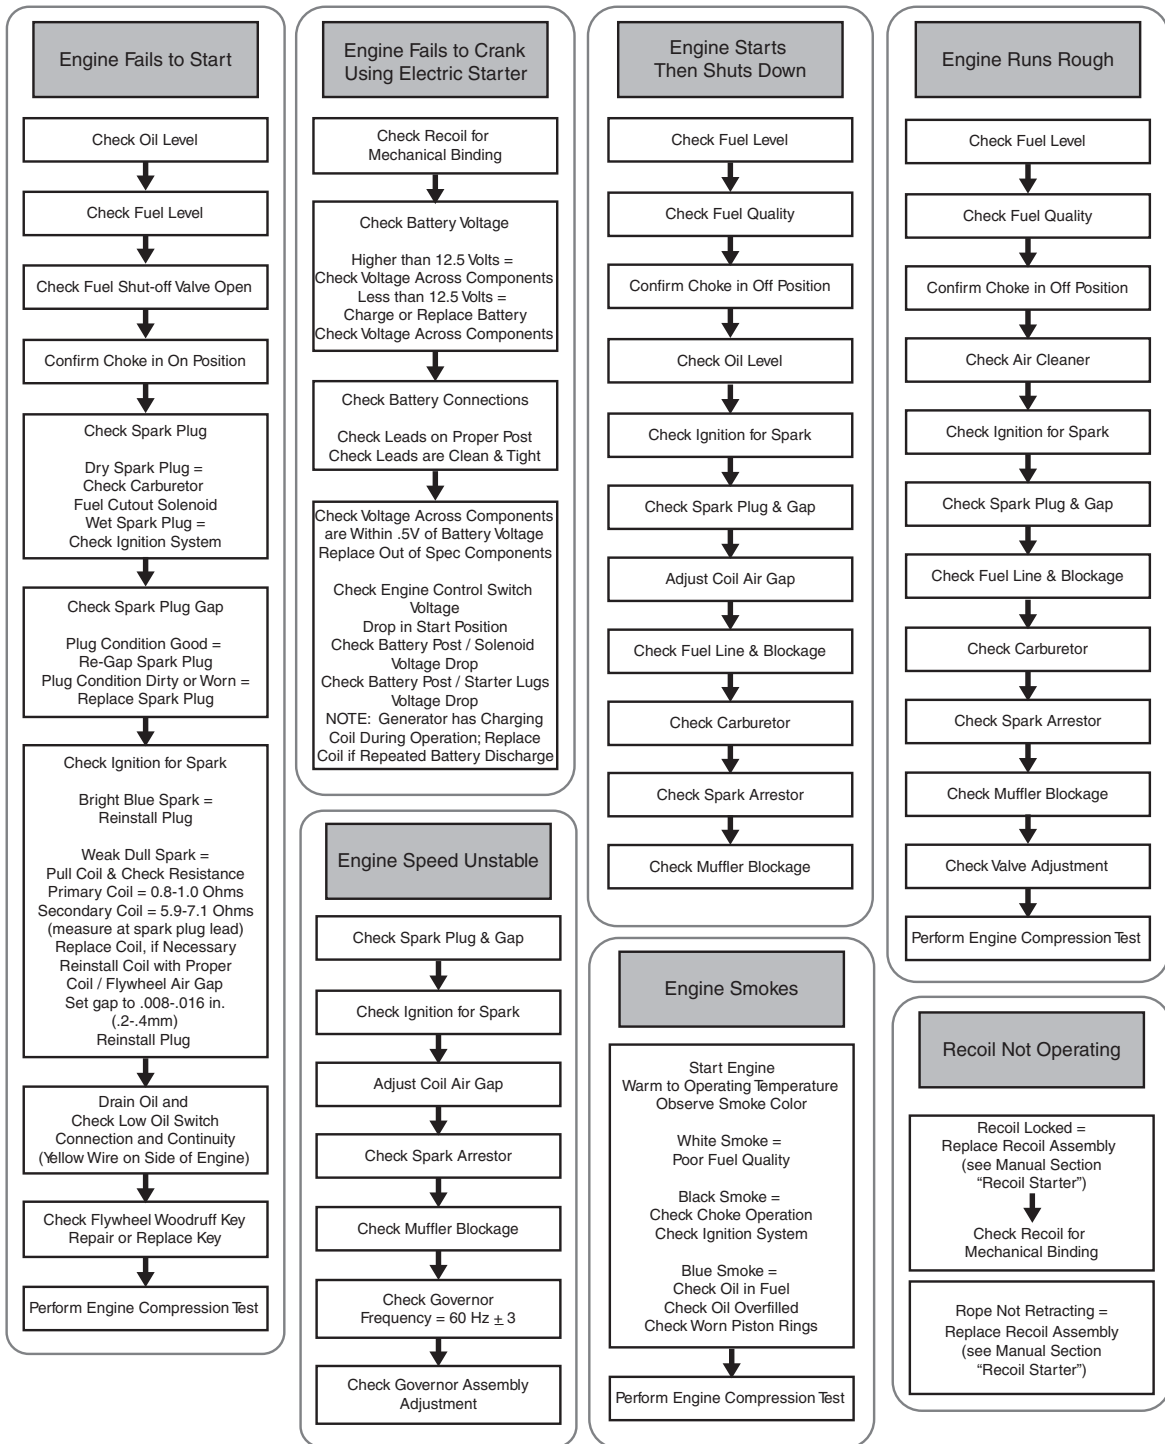 Engine Fails to Start
Check Oil Level
Check Fuel Level
Check Fuel Shut-off Valve Open
Confirm Choke in On Position
Check Spark Plug
Dry Spark Plug =
Check Carburetor
Fuel Cutout Solenoid
Wet Spark Plug =
Check Ignition System
Check Spark Plug Gap
Plug Condition Good =
Re-Gap Spark Plug
Plug Condition Dirty or Worn =
Replace Spark Plug
Check Ignition for Spark
Bright Blue Spark =
Reinstall Plug
Weak Dull Spark =
Pull Coil & Check Resistance
Primary Coil = 0.8-1.0 Ohms
Secondary Coil = 5.9-7.1 Ohms
(measure at spark plug lead)
Replace Coil, if Necessary
Reinstall Coil with Proper
Coil / Flywheel Air Gap
Set gap to .008-.016 in.
(.2-.4mm)
Reinstall Plug
Drain Oil and
Check Low Oil Switch
Connection and Continuity
(Yellow Wire on Side of Engine)
Check Flywheel Woodruff Key
Repair or Replace Key
Perform Engine Compression Test
Engine Fails to Crank
Using Electric Starter
Check Recoil for
Mechanical Binding
Check Battery Voltage
Higher than 12.5 Volts =
Check Voltage Across Components
Less than 12.5 Volts =
Charge or Replace Battery
Check Voltage Across Components
Check Battery Connections
Check Leads on Proper Post
Check Leads are Clean & Tight
Check Voltage Across Components
are Within .5V of Battery Voltage
Replace Out of Spec Components
Check Engine Control Switch
Voltage
Drop in Start Position
Check Battery Post / Solenoid
Voltage Drop
Check Battery Post / Starter Lugs
Voltage Drop
NOTE: Generator has Charging
Coil During Operation; Replace
Coil if Repeated Battery Discharge
Engine Speed Unstable
Check Spark Plug & Gap
Check Ignition for Spark
Adjust Coil Air Gap
Check Spark Arrestor
Check Muffler Blockage
Check Governor
Frequency = 60 Hz ± 3
Check Governor Assembly
Adjustment
Engine Starts
Then Shuts Down
Check Fuel Level
Check Fuel Quality
Confirm Choke in Off Position
Check Oil Level
Check Ignition for Spark
Check Spark Plug & Gap
Adjust Coil Air Gap
Check Fuel Line & Blockage
Check Carburetor
Check Spark Arrestor
Check Muffler Blockage
Engine Smokes
Start Engine
Warm to Operating Temperature
Observe Smoke Color
White Smoke =
Poor Fuel Quality
Black Smoke =
Check Choke Operation
Check Ignition System
Blue Smoke =
Check Oil in Fuel
Check Oil Overfilled
Check Worn Piston Rings
Perform Engine Compression Test
Engine Runs Rough
Check Fuel Level
Check Fuel Quality
Confirm Choke in Off Position
Check Air Cleaner
Check Ignition for Spark
Check Spark Plug & Gap
Check Fuel Line & Blockage
Check Carburetor
Check Spark Arrestor
Check Muffler Blockage
Check Valve Adjustment
Perform Engine Compression Test
Recoil Not Operating
Recoil Locked =
Replace Recoil Assembly
(see Manual Section
“Recoil Starter”)
Check Recoil for
Mechanical Binding
Rope Not Retracting =
Replace Recoil Assembly
(see Manual Section
“Recoil Starter”)